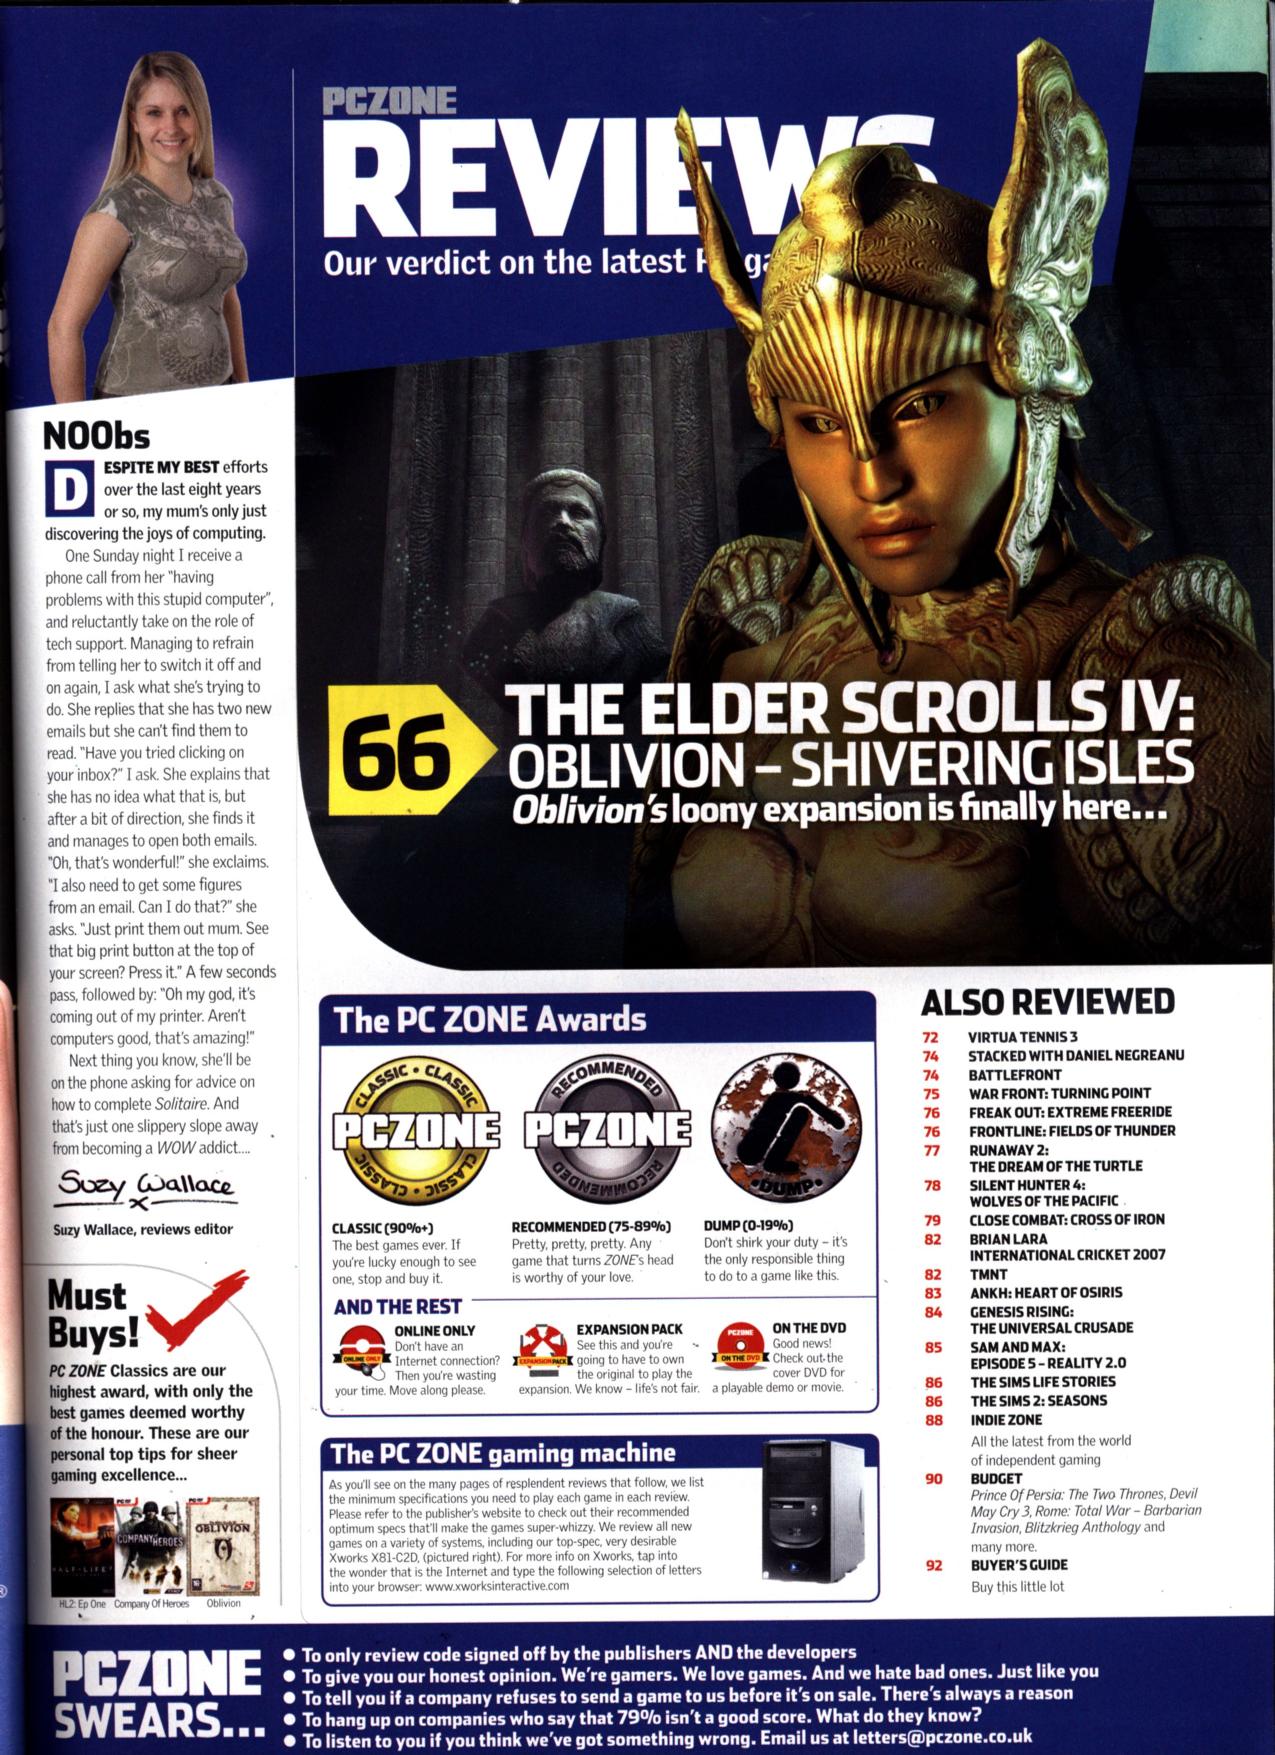 PCZONE
REVIEWS
Our verdict on the latest P ga
NOObs
DESPITE MY BEST efforts
over the last eight years
or so, my mum's only just
discovering the joys of computing.
One Sunday night I receive a
phone call from her "having
problems with this stupid computer",
and reluctantly take on the role of
tech support. Managing to refrain
from telling her to switch it off and
on again, I ask what she's trying to
do. She replies that she has two new
emails but she can't find them to
read. "Have you tried clicking on
your inbox?" I ask. She explains that
she has no idea what that is, but
after a bit of direction, she finds it
and manages to open both emails.
"Oh, that's wonderful!" she exclaims.
"I also need to get some figures
from an email. Can I do that?" she
asks. "Just print them out mum. See
that big print button at the top of
your screen? Press it." A few seconds
pass, followed by: "Oh my god, it's
coming out of my printer. Aren't
computers good, that's amazing!"
Next thing you know, she'll be
on the phone asking for advice on
how to complete Solitaire. And
that's just one slippery slope away
from becoming a WOW addict....
Suzy Wallace
x
Suzy Wallace, reviews editor
Must
Buys!
PC ZONE Classics are our
highest award, with only the
best games deemed worthy
of the honour. These are our
personal top tips for sheer
gaming excellence...
HALF-LIFE²
COMPANY OF HEROES
OBLIVION
HL2: Ep One Company Of Heroes Oblivion
66
THE ELDER SCROLLS IV:
OBLIVION – SHIVERING ISLES
Oblivion's loony expansion is finally here...
The PC ZONE Awards
CLASSIC • CLASSIC
PCZONE
CLASSIC • CLASSIC
RECOMMENDED
PCZONE
RECOMMENDED
• DUMP •
CLASSIC (90%+)
The best games ever. If
you're lucky enough to see
one, stop and buy it.
RECOMMENDED (75-89%)
Pretty, pretty, pretty. Any
game that turns ZONE's head
is worthy of your love.
DUMP (0-19%)
Don't shirk your duty – it's
the only responsible thing
to do to a game like this.
AND THE REST
ONLINE ONLY
ONLINE ONLY
Don't have an
Internet connection?
Then you're wasting
your time. Move along please.
EXPANSION PACK
EXPANSION PACK
See this and you're
going to have to own
the original to play the
expansion. We know – life's not fair.
PCZONE
ON THE DVD
ON THE DVD
Good news!
Check out the
cover DVD for
a playable demo or movie.
The PC ZONE gaming machine
As you'll see on the many pages of resplendent reviews that follow, we list
the minimum specifications you need to play each game in each review.
Please refer to the publisher's website to check out their recommended
optimum specs that'll make the games super-whizzy. We review all new
games on a variety of systems, including our top-spec, very desirable
Xworks X81-C2D, (pictured right). For more info on Xworks, tap into
the wonder that is the Internet and type the following selection of letters
into your browser: www.xworksinteractive.com
ALSO REVIEWED
72 VIRTUA TENNIS 3
74 STACKED WITH DANIEL NEGREANU
74 BATTLEFRONT
75 WAR FRONT: TURNING POINT
76 FREAK OUT: EXTREME FREERIDE
76 FRONTLINE: FIELDS OF THUNDER
77 RUNAWAY 2:
THE DREAM OF THE TURTLE
78 SILENT HUNTER 4:
WOLVES OF THE PACIFIC
79 CLOSE COMBAT: CROSS OF IRON
82 BRIAN LARA
INTERNATIONAL CRICKET 2007
82 TMNT
83 ANKH: HEART OF OSIRIS
84 GENESIS RISING:
THE UNIVERSAL CRUSADE
85 SAM AND MAX:
EPISODE 5 – REALITY 2.0
86 THE SIMS LIFE STORIES
86 THE SIMS 2: SEASONS
88 INDIE ZONE
All the latest from the world
of independent gaming
90 BUDGET
Prince Of Persia: The Two Thrones, Devil
May Cry 3, Rome: Total War – Barbarian
Invasion, Blitzkrieg Anthology and
many more.
92 BUYER'S GUIDE
Buy this little lot
PCZONE
SWEARS...
● To only review code signed off by the publishers AND the developers
● To give you our honest opinion. We're gamers. We love games. And we hate bad ones. Just like you
● To tell you if a company refuses to send a game to us before it's on sale. There's always a reason
● To hang up on companies who say that 79% isn't a good score. What do they know?
● To listen to you if you think we've got something wrong. Email us at letters@pczone.co.uk